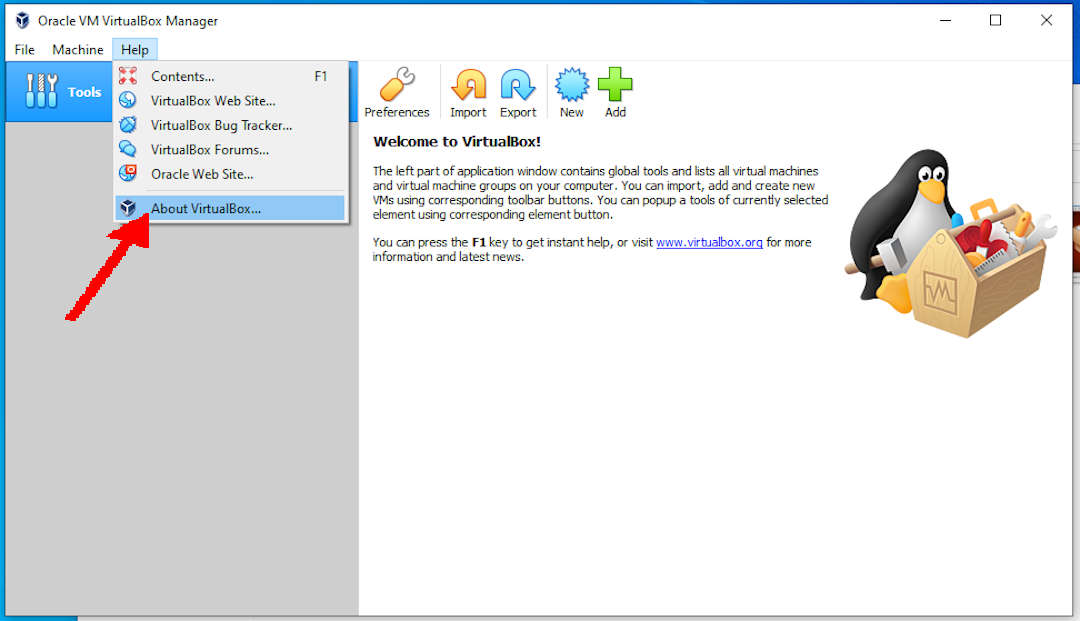 Oracle VM VirtualBox Manager
File Machine Help
Tools
Contents... F1
VirtualBox Web Site...
VirtualBox Bug Tracker...
VirtualBox Forums...
Oracle Web Site...
About VirtualBox...
Preferences Import Export New Add
Welcome to VirtualBox!
The left part of application window contains global tools and lists all virtual machines
and virtual machine groups on your computer. You can import, add and create new
VMs using corresponding toolbar buttons. You can popup a tools of currently selected
element using corresponding element button.
You can press the F1 key to get instant help, or visit www.virtualbox.org for more
information and latest news.